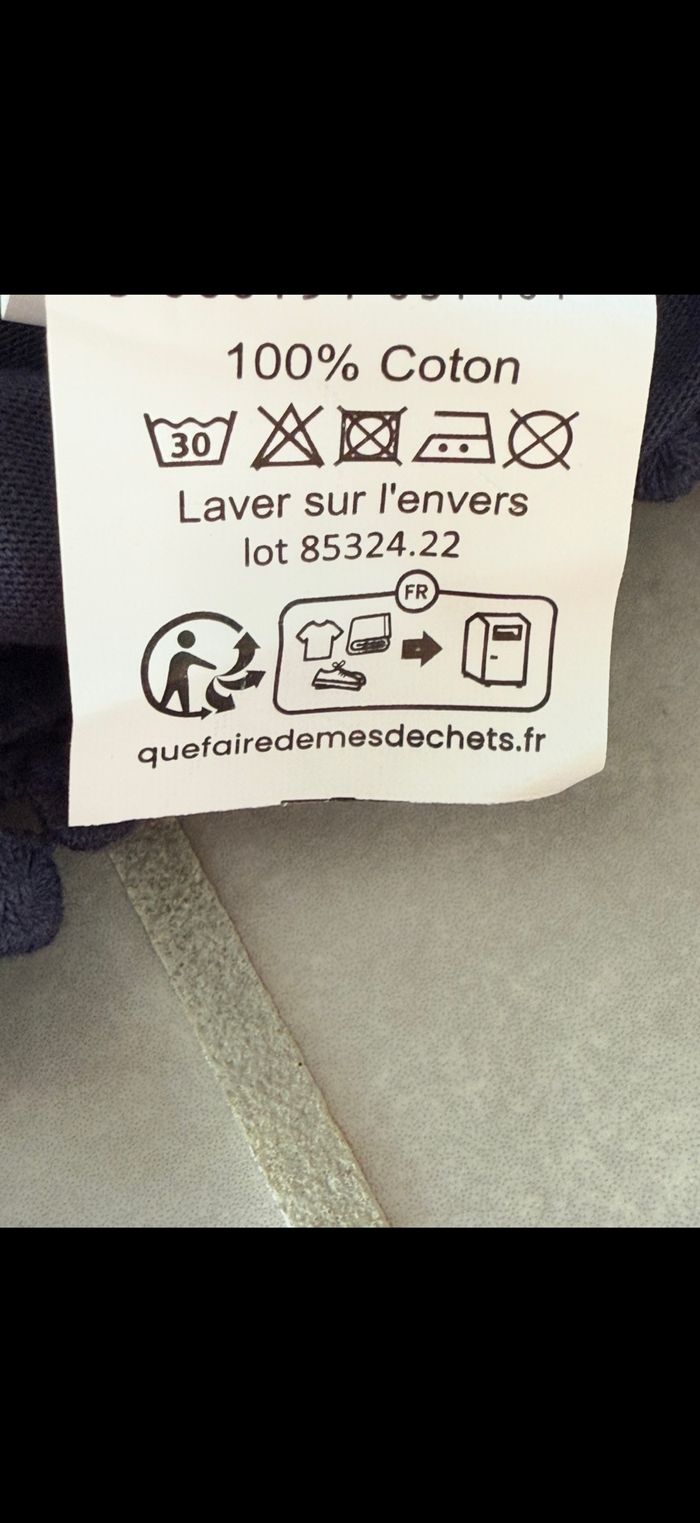 100% Coton
30
Laver sur l'envers
lot 85324.22
FR
quefairedemesdechets.fr